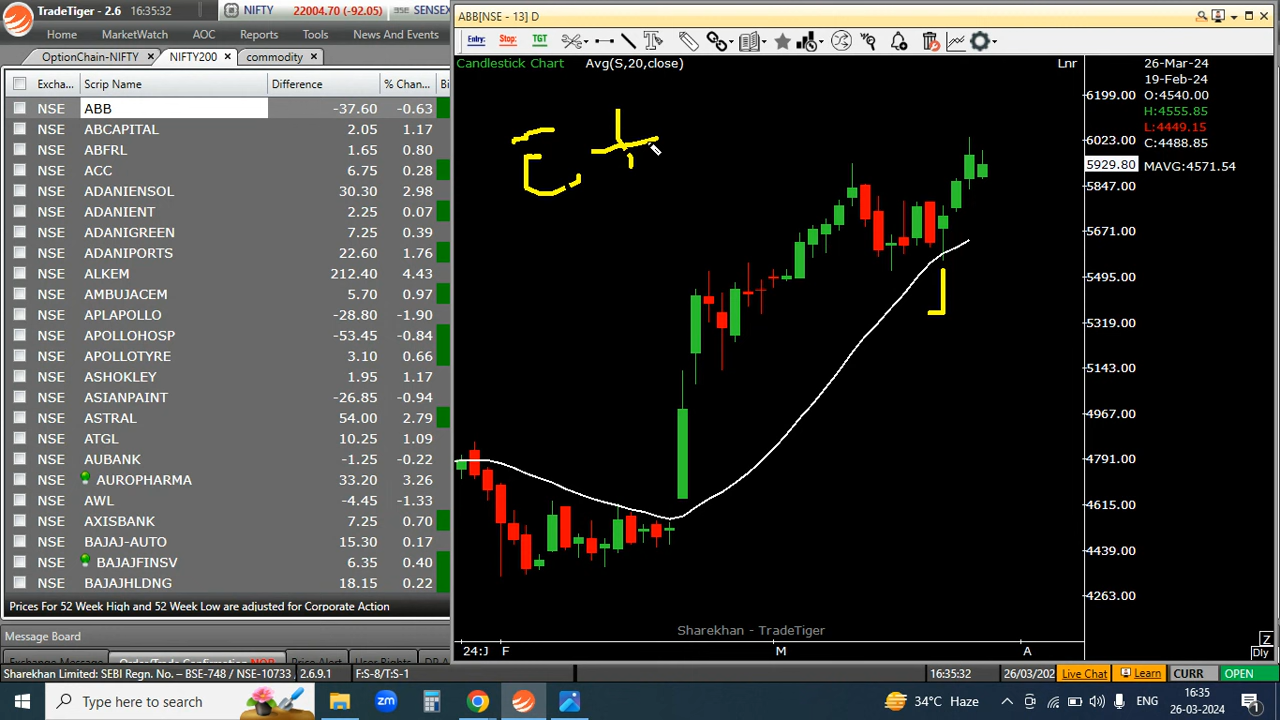 TradeTiger - 2.6
16:35:32
NIFTY 22004.70 (-92.05)
NSE SENSEX
Home MarketWatch AOC Reports Tools News And Events
OptionChain-NIFTY NIFTY200 commodity
Excha... Scrip Name Difference % Chan... Bi
NSE ABB -37.60 -0.63
NSE ABCAPITAL 2.05 1.17
NSE ABFRL 1.65 0.80
NSE ACC 6.75 0.28
NSE ADANIENSOL 30.30 2.98
NSE ADANIENT 2.25 0.07
NSE ADANIGREEN 7.25 0.39
NSE ADANIPORTS 22.60 1.76
NSE ALKEM 212.40 4.43
NSE AMBUJACEM 5.70 0.97
NSE APLAPOLLO -28.80 -1.90
NSE APOLLOHOSP -53.45 -0.84
NSE APOLLOTYRE 3.10 0.66
NSE ASHOKLEY 1.95 1.17
NSE ASIANPAINT -26.85 -0.94
NSE ASTRAL 54.00 2.79
NSE ATGL 10.25 1.09
NSE AUBANK -1.25 -0.22
NSE AUROPHARMA 33.20 3.26
NSE AWL -4.45 -1.33
NSE AXISBANK 7.25 0.70
NSE BAJAJ-AUTO 15.30 0.17
NSE BAJAJFINSV 6.35 0.40
NSE BAJAJHLDNG 18.15 0.22
Prices For 52 Week High and 52 Week Low are adjusted for Corporate Action
Message Board
ABB[NSE - 13] D
Entry: Stop: TGT
Candlestick Chart Avg(S,20,close) Lnr
26-Mar-24
19-Feb-24
O:4540.00
H:4555.85
L:4449.15
C:4488.85
MAVG:4571.54
6199.00
6023.00
5929.80
5847.00
5671.00
5495.00
5319.00
5143.00
4967.00
4791.00
4615.00
4439.00
4263.00
Sharekhan - TradeTiger
24:J F M A
Z
Dly
Sharekhan Limited: SEBI Regn. No. – BSE-748 / NSE-10733 2.6.9.1 F:S-8/T:S-1 16:35:32 26/03/202 Live Chat Learn CURR OPEN
Type here to search
zm
34°C Haze
ENG
16:35
26-03-2024